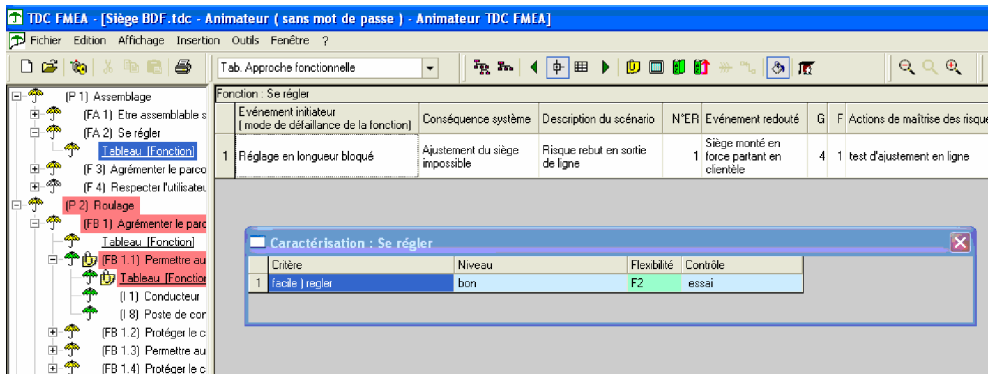 TDC FMEA - [Siège BDF.tdc - Animateur ( sans mot de passe ) - Animateur TDC FMEA]
Fichier Edition Affichage Insertion Outils Fenêtre ?
Tab. Approche fonctionnelle
(P 1) Assemblage
(FA 1) Etre assemblable s
(FA 2) Se régler
Tableau [Fonction]
(F 3) Agrémenter le parco
(F 4) Respecter l'utilisateu
(P 2) Roulage
(FB 1) Agrémenter le parc
Tableau [Fonction]
(FB 1.1) Permettre au
Tableau [Fonction
(I 1) Conducteur
(I 8) Poste de con
(FB 1.2) Protéger le c
(FB 1.3) Permettre au
(FB 1.4) Protéger le c
Fonction : Se régler
Evénement initiateur
( mode de défaillance de la fonction)
Conséquence système
Description du scénario
N°ER
Evénement redouté
G
F
Actions de maîtrise des risque
1
Réglage en longueur bloqué
Ajustement du siège
impossible
Risque rebut en sortie
de ligne
1
Siège monté en
force partant en
clientèle
4
1
test d'ajustement en ligne
Caractérisation : Se régler
Critère
Niveau
Flexibilité
Contrôle
1
facile ) regler
bon
F2
essai